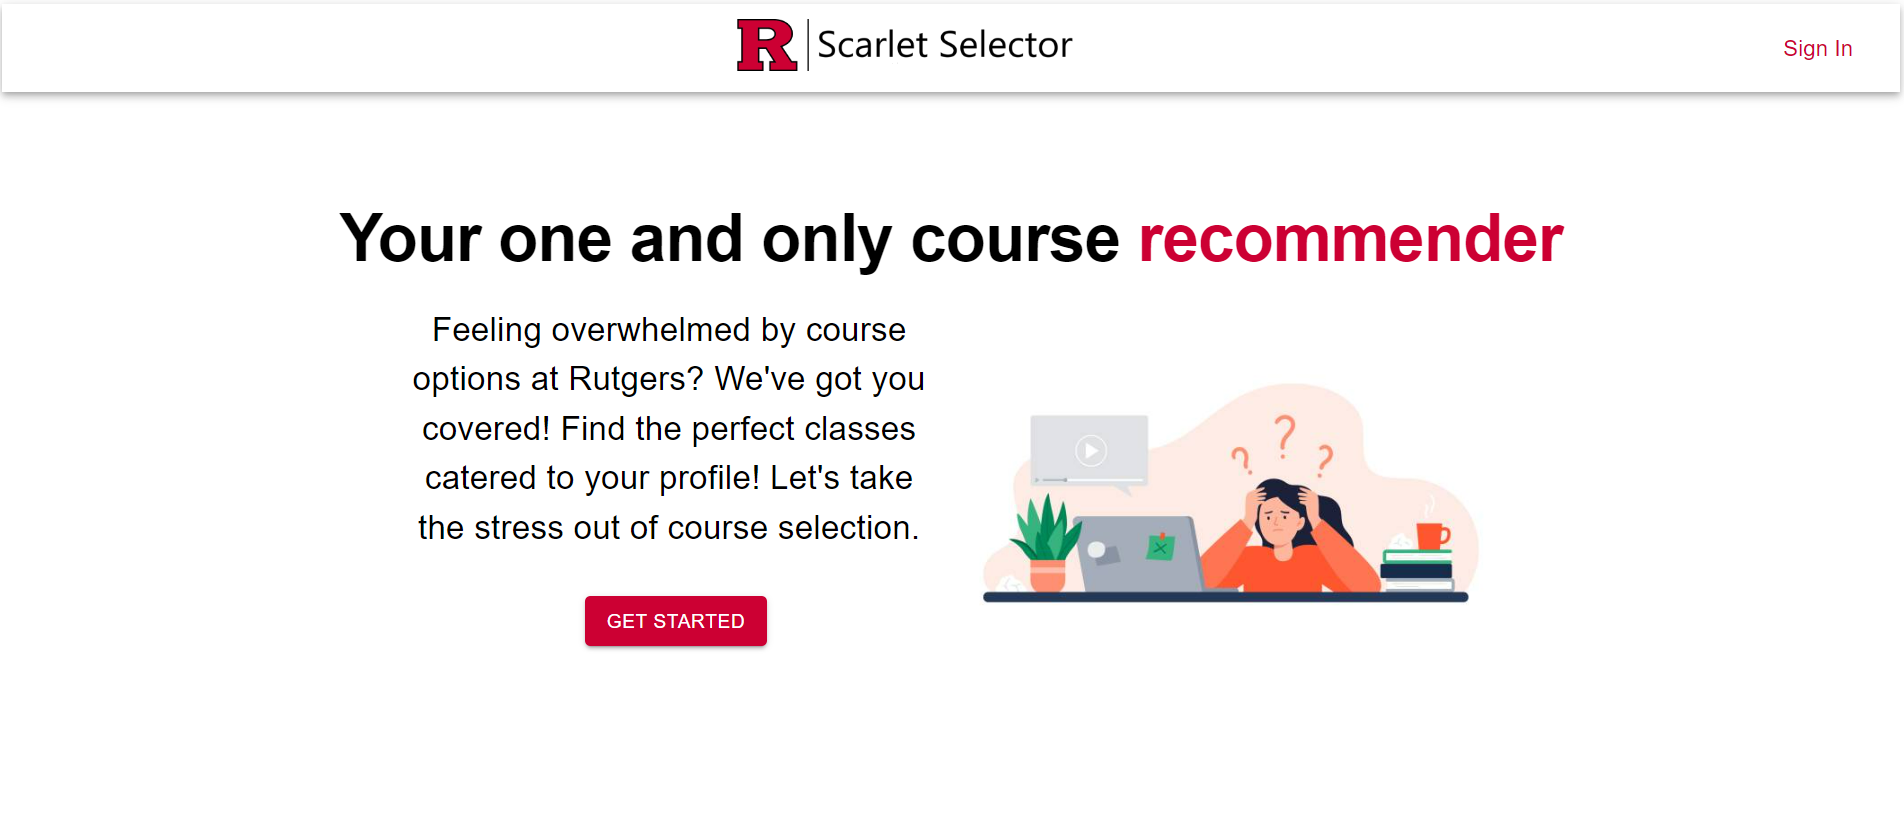 R Scarlet Selector
Sign In
Your one and only course recommender
Feeling overwhelmed by course
options at Rutgers? We've got you
covered! Find the perfect classes
catered to your profile! Let's take
the stress out of course selection.
GET STARTED
? ? ?